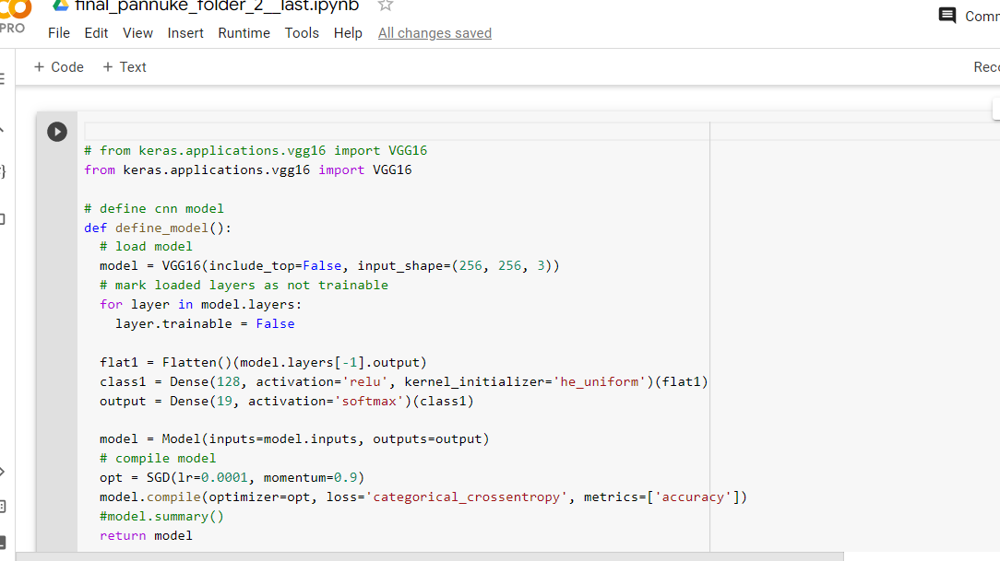 final_pannuke_folder_2__last.ipynb
PRO
File Edit View Insert Runtime Tools Help All changes saved
+ Code + Text
# from keras.applications.vgg16 import VGG16
from keras.applications.vgg16 import VGG16
# define cnn model
def define_model():
# load model
model = VGG16(include_top=False, input_shape=(256, 256, 3))
# mark loaded layers as not trainable
for layer in model.layers:
layer.trainable = False
flat1 = Flatten()(model.layers[-1].output)
class1 = Dense(128, activation='relu', kernel_initializer='he_uniform')(flat1)
output = Dense(19, activation='softmax')(class1)
model = Model(inputs=model.inputs, outputs=output)
# compile model
opt = SGD(lr=0.0001, momentum=0.9)
model.compile(optimizer=opt, loss='categorical_crossentropy', metrics=['accuracy'])
#model.summary()
return model